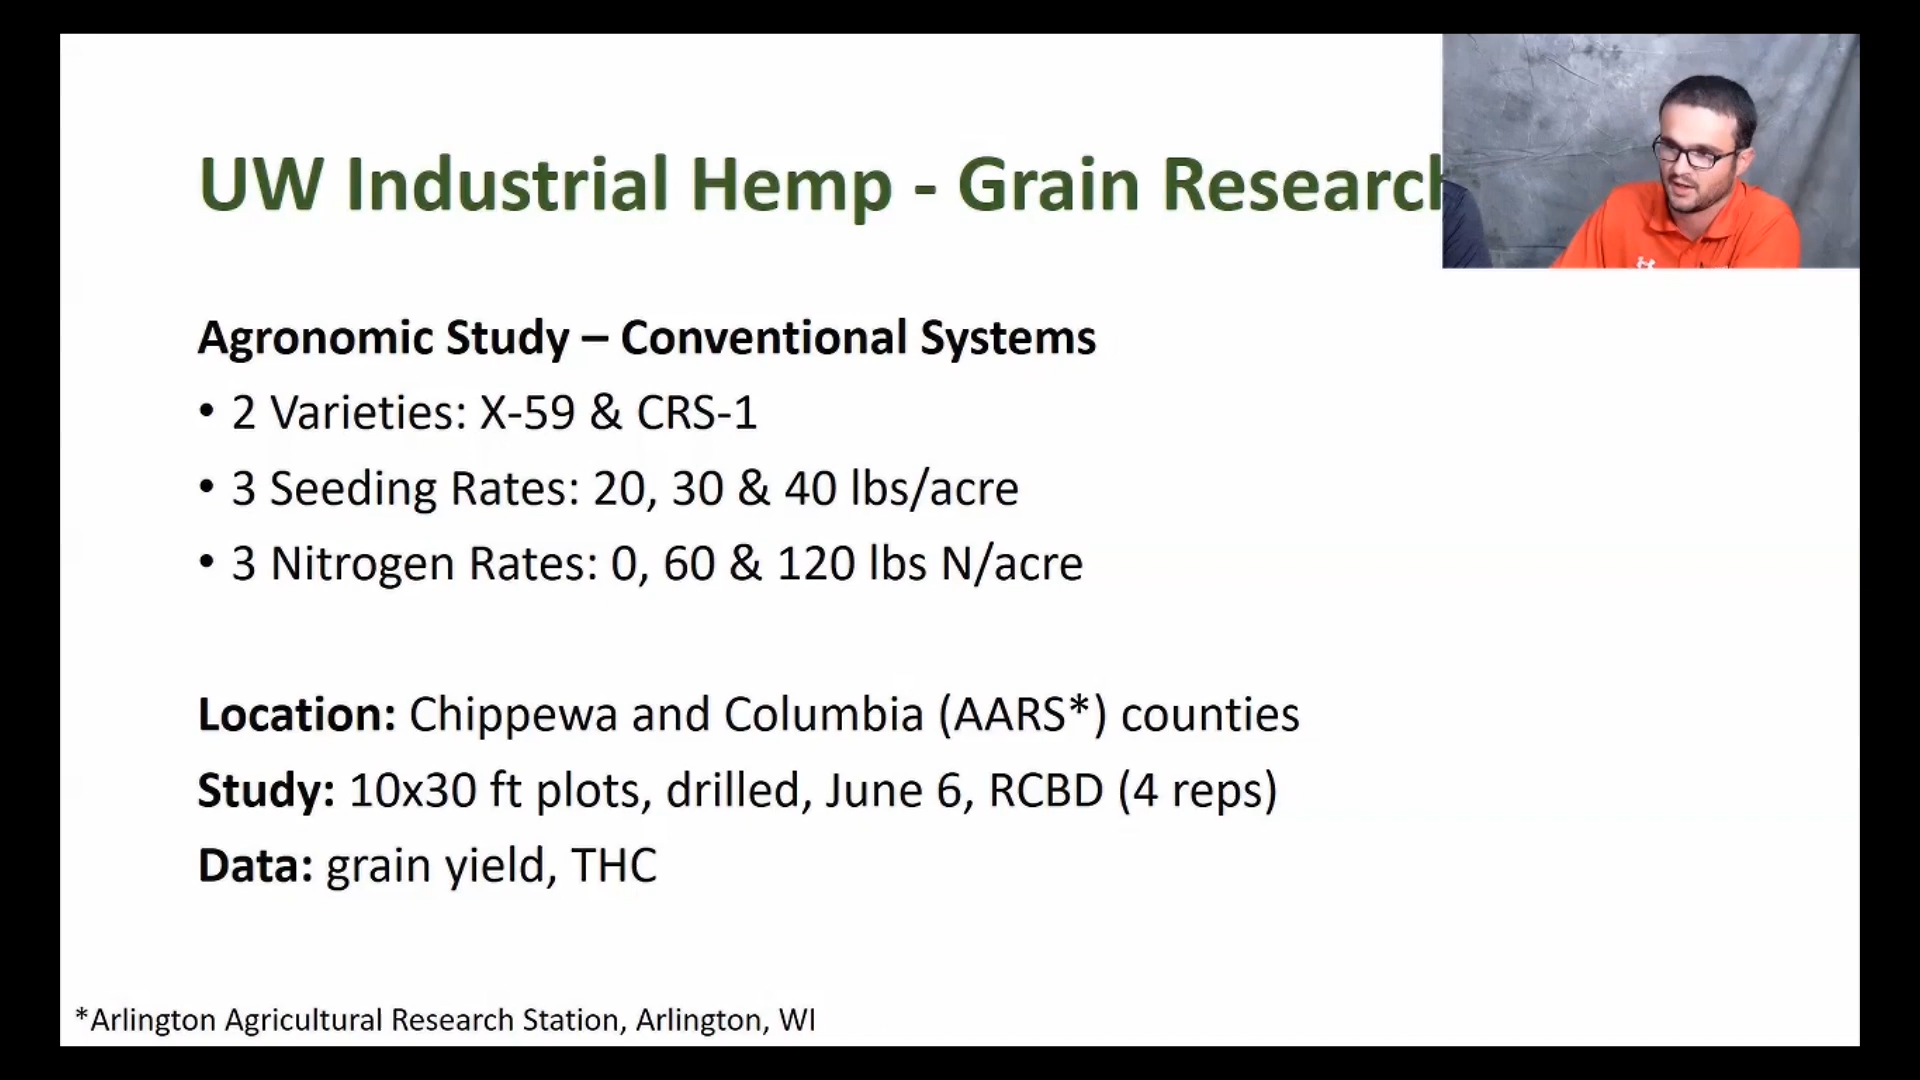 UW Industrial Hemp - Grain Research
Agronomic Study – Conventional Systems
• 2 Varieties: X-59 & CRS-1
• 3 Seeding Rates: 20, 30 & 40 lbs/acre
• 3 Nitrogen Rates: 0, 60 & 120 lbs N/acre
Location: Chippewa and Columbia (AARS*) counties
Study: 10x30 ft plots, drilled, June 6, RCBD (4 reps)
Data: grain yield, THC
*Arlington Agricultural Research Station, Arlington, WI